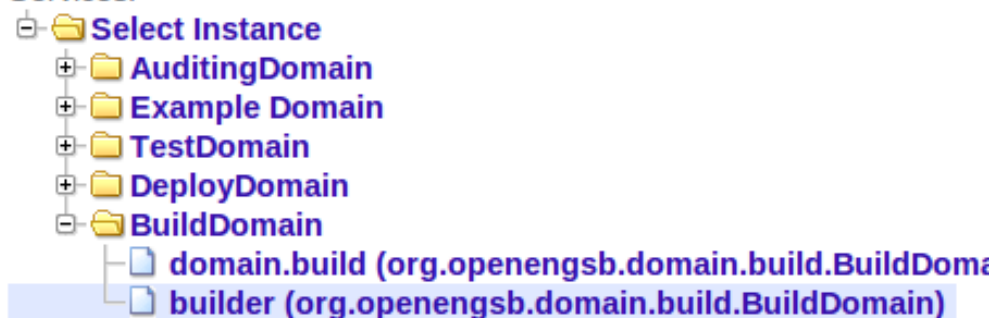 Select Instance
AuditingDomain
Example Domain
TestDomain
DeployDomain
BuildDomain
domain.build (org.openengsb.domain.build.BuildDoma
builder (org.openengsb.domain.build.BuildDomain)